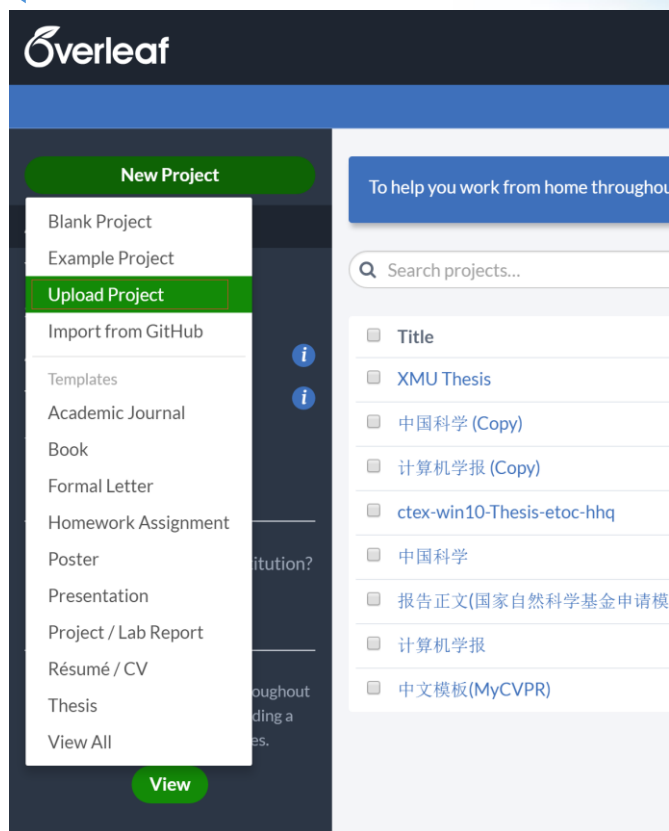 Overleaf
New Project
Blank Project
Example Project
Upload Project
Import from GitHub
Templates
Academic Journal
Book
Formal Letter
Homework Assignment
Poster
Presentation
Project / Lab Report
Résumé / CV
Thesis
View All
itution?
oughout
ding a
es.
View
To help you work from home throughou
Search projects...
Title
XMU Thesis
中国科学 (Copy)
计算机学报 (Copy)
ctex-win10-Thesis-etoc-hhq
中国科学
报告正文(国家自然科学基金申请模
计算机学报
中文模板(MyCVPR)